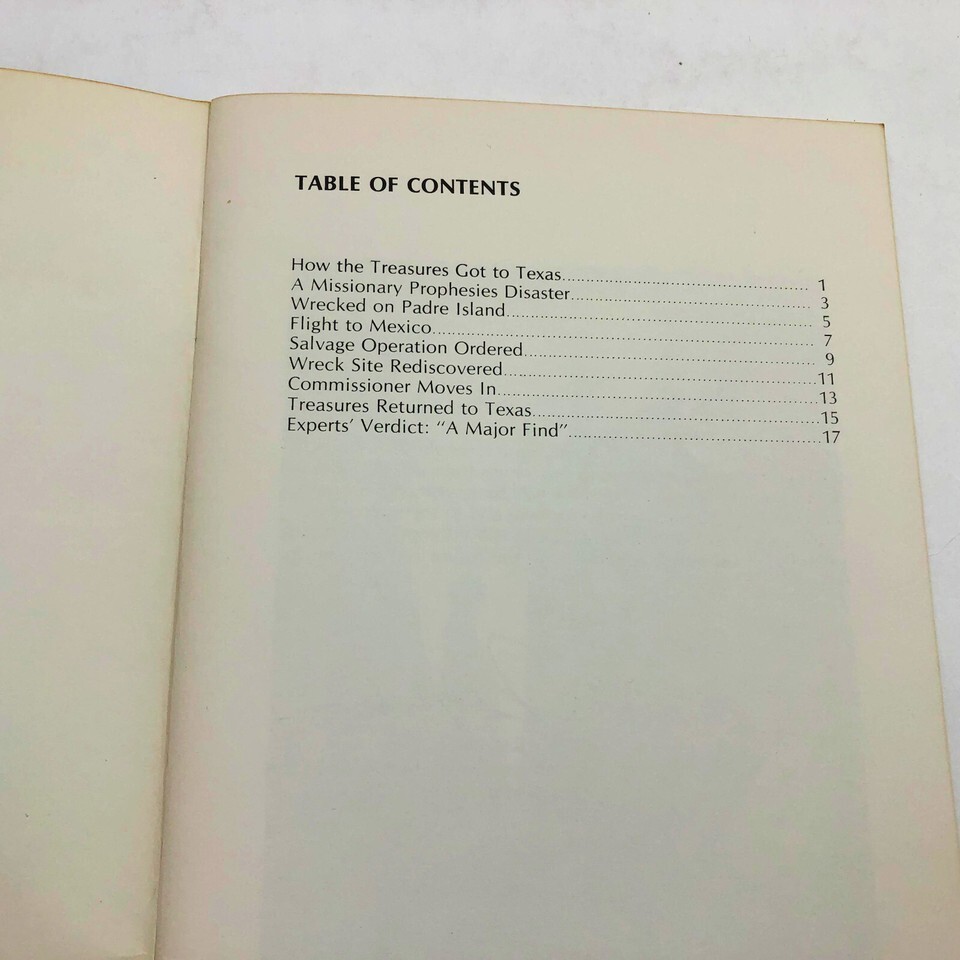 TABLE OF CONTENTS
How the Treasures Got to Texas........................................................ 1
A Missionary Prophesies Disaster........................................................ 3
Wrecked on Padre Island........................................................ 5
Flight to Mexico........................................................ 7
Salvage Operation Ordered........................................................ 9
Wreck Site Rediscovered........................................................11
Commissioner Moves In........................................................13
Treasures Returned to Texas........................................................15
Experts' Verdict: "A Major Find"........................................................17